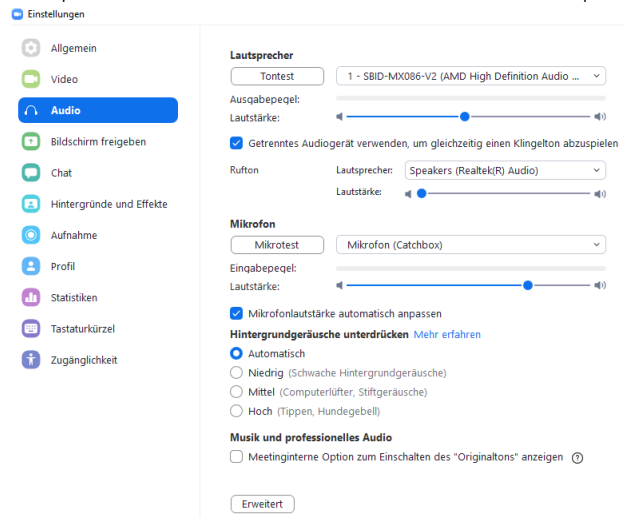 Einstellungen
Allgemein
Video
Audio
Bildschirm freigeben
Chat
Hintergründe und Effekte
Aufnahme
Profil
Statistiken
Tastaturkürzel
Zugänglichkeit
Lautsprecher
Tontest 1 - SBID-MX086-V2 (AMD High Definition Audio ...
Ausgabepegel:
Lautstärke:
Getrenntes Audiogerät verwenden, um gleichzeitig einen Klingelton abzuspielen
Rufton Lautsprecher: Speakers (Realtek(R) Audio)
Lautstärke:
Mikrofon
Mikrotest Mikrofon (Catchbox)
Eingabepegel:
Lautstärke:
Mikrofonlautstärke automatisch anpassen
Hintergrundgeräusche unterdrücken Mehr erfahren
Automatisch
Niedrig (Schwache Hintergrundgeräusche)
Mittel (Computerlüfter, Stiftgeräusche)
Hoch (Tippen, Hundegebell)
Musik und professionelles Audio
Meetinginterne Option zum Einschalten des "Originaltons" anzeigen ?
Erweitert